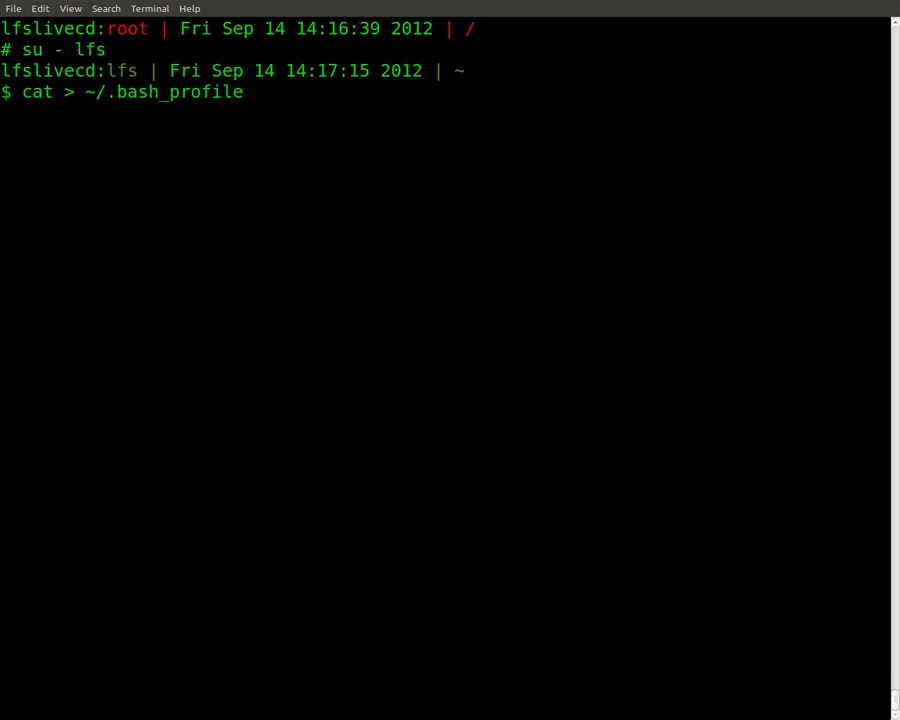 File Edit View Search Terminal Help
lfslivecd:root | Fri Sep 14 14:16:39 2012 | /
# su - lfs
lfslivecd:lfs | Fri Sep 14 14:17:15 2012 | ~
$ cat > ~/.bash_profile